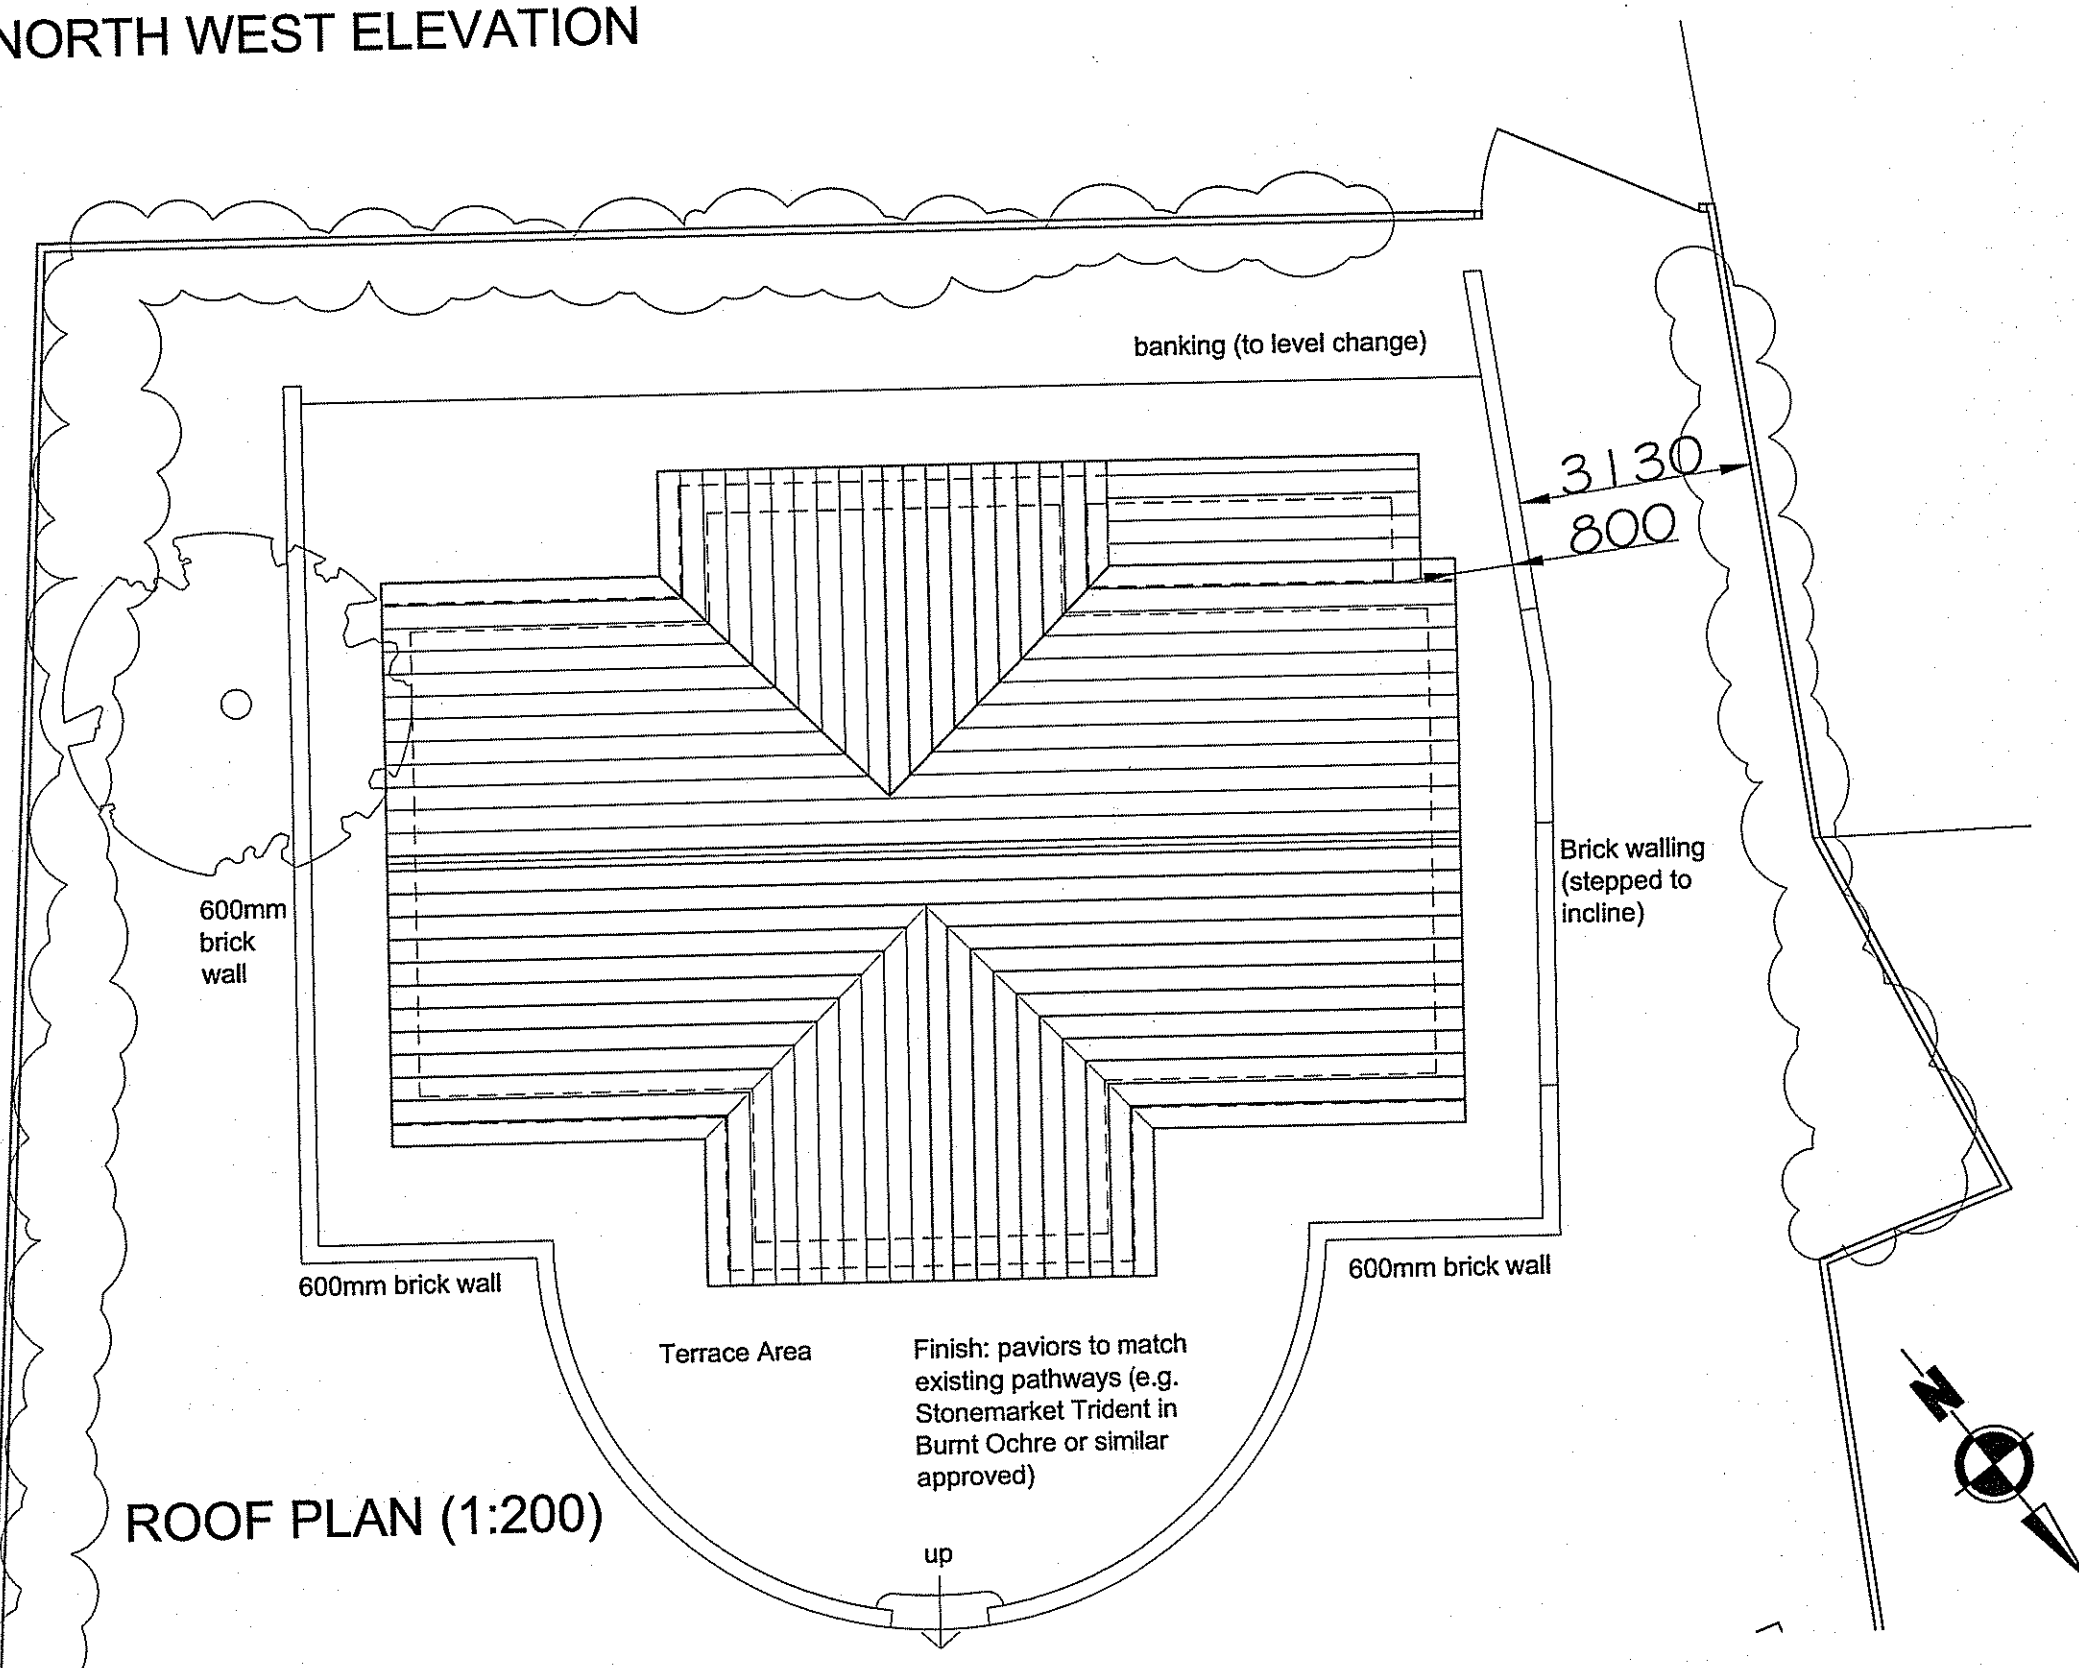 NORTH WEST ELEVATION
banking (to level change)
3130
800
Brick walling
(stepped to
incline)
600mm
brick
wall
600mm brick wall
600mm brick wall
Terrace Area
Finish: paviors to match
existing pathways (e.g.
Stonemarket Trident in
Burnt Ochre or similar
approved)
ROOF PLAN (1:200)
up
N